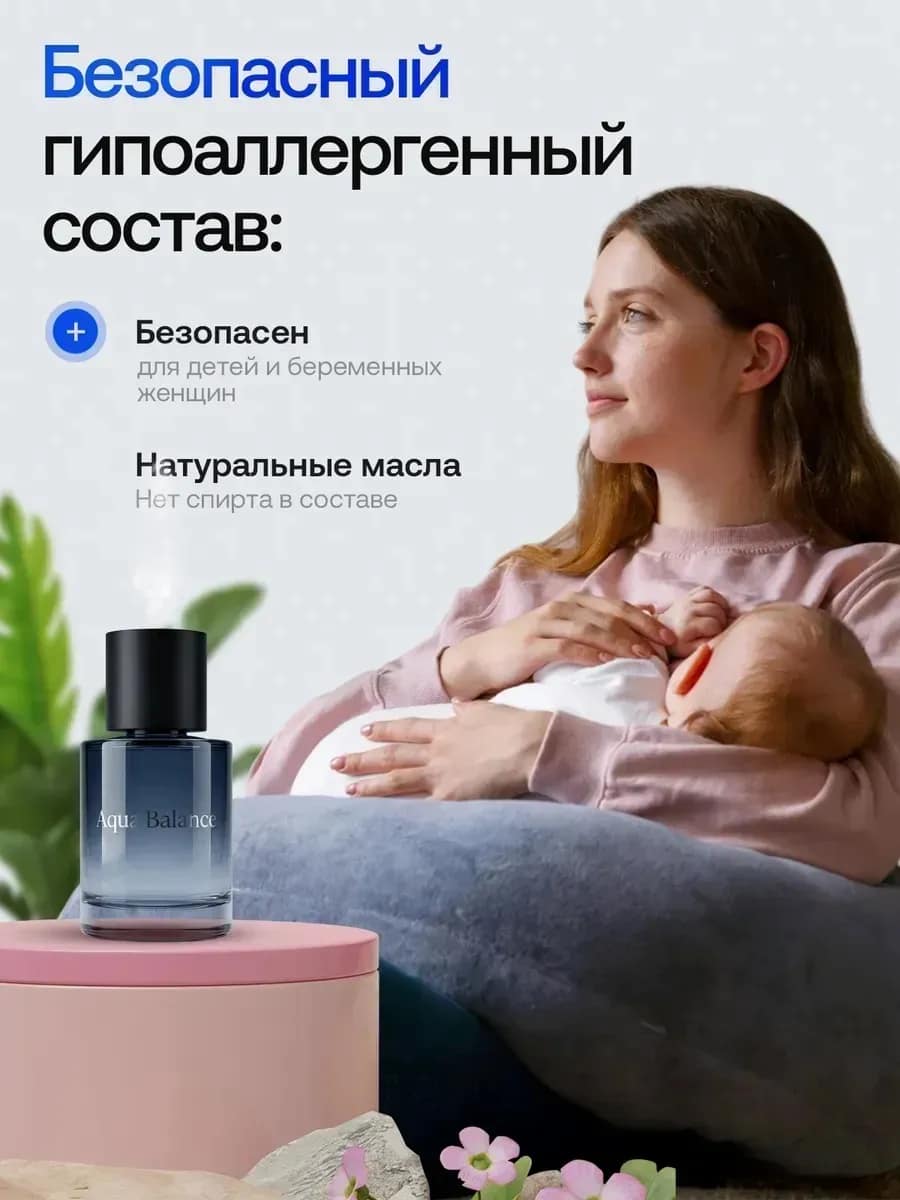 Безопасный
гипоаллергенный
состав:
Безопасен
для детей и беременных
женщин
Натуральные масла
Нет спирта в составе
Aqua Balance